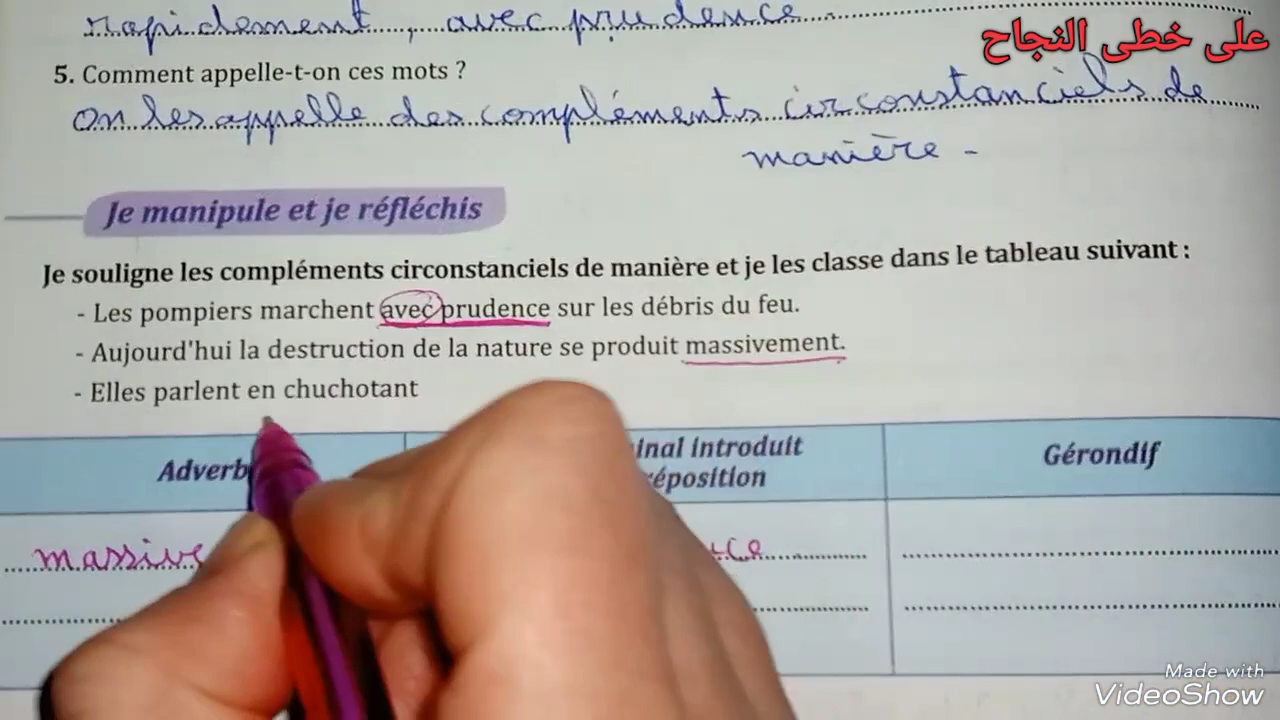 rapidement, avec prudence
على خطى النجاح
5. Comment appelle-t-on ces mots ?
on les appelle des compléments circonstanciels de
manière -
Je manipule et je réfléchis
Je souligne les compléments circonstanciels de manière et je les classe dans le tableau suivant :
- Les pompiers marchent avec prudence sur les débris du feu.
- Aujourd'hui la destruction de la nature se produit massivement.
- Elles parlent en chuchotant
Adverb inal introduit Gérondif
éposition
massive ce
Made with
VideoShow